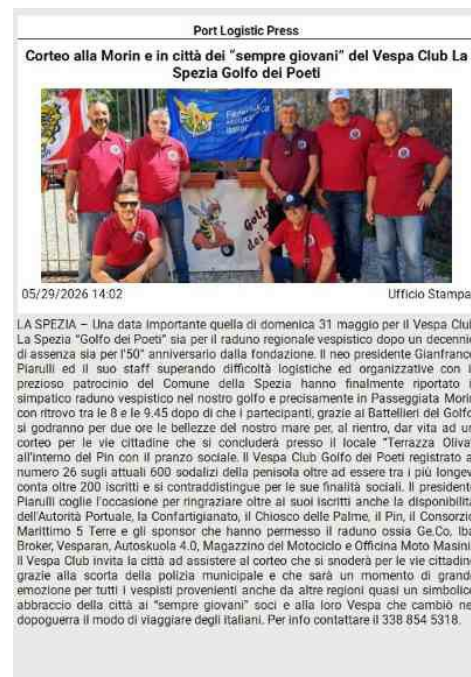 Port Logistic Press
Corteo alla Morin e in città dei “sempre giovani” del Vespa Club La
Spezia Golfo dei Poeti
Golfo
dei
05/29/2026 14:02
Ufficio Stampa
LA SPEZIA – Una data importante quella di domenica 31 maggio per il Vespa Club
La Spezia "Golfo dei Poeti" sia per il raduno regionale vespistico dopo un decennio
di assenza sia per l'50° anniversario dalla fondazione. Il neo presidente Gianfranco
Piarulli ed il suo staff superando difficoltà logistiche ed organizzative con
prezioso patrocinio del Comune della Spezia hanno finalmente riportato
simpatico raduno vespistico nel nostro golfo e precisamente in Passeggiata Morin
con ritrovo tra le 8 e le 9.45 dopo di che i partecipanti, grazie ai Battellieri del Golfo,
si godranno per due ore le bellezze del nostro mare per, al rientro, dar vita ad un
corteo per le vie cittadine che si concluderà presso il locale “Terrazza Oliva”
all'interno del Pin con il pranzo sociale. Il Vespa Club Golfo dei Poeti registrato al
numero 26 sugli attuali 600 sodalizi della penisola oltre ad essere tra i più longevi
conta oltre 200 iscritti e si contraddistingue per le sue finalità sociali. Il presidente
Piarulli coglie l'occasione per ringraziare oltre ai suoi iscritti anche la disponibilità
dell'Autorità Portuale, la Confartigianato, il Chiosco delle Palme, il Pin, il Consorzio
Marittimo 5 Terre e gli sponsor che hanno permesso il raduno ossia Ge.Co, Iba
Broker, Vesparan, Autoskuola 4.0, Magazzino del Motociclo e Officina Moto Masini.
Il Vespa Club invita la città ad assistere al corteo che si snoderà per le vie cittadine
grazie alla scorta della polizia municipale e che sarà un momento di grande
emozione per tutti i vespisti provenienti anche da altre regioni quasi un simbolico
abbraccio della città ai “sempre giovani” soci e alla loro Vespa che cambiò nel
dopoguerra il modo di viaggiare degli italiani. Per info contattare il 338 854 5318.